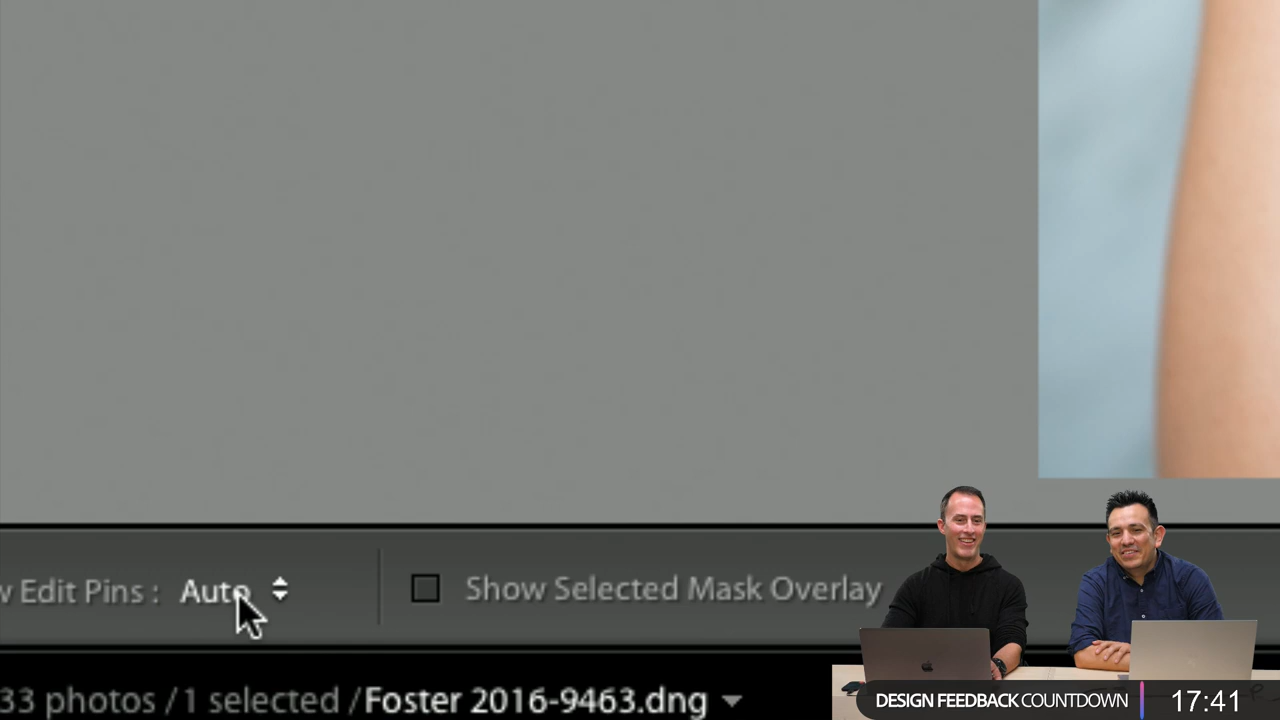 w Edit Pins : Auto
Show Selected Mask Overlay
33 photos / 1 selected / Foster 2016-9463.dng
DESIGN FEEDBACK COUNTDOWN 17:41